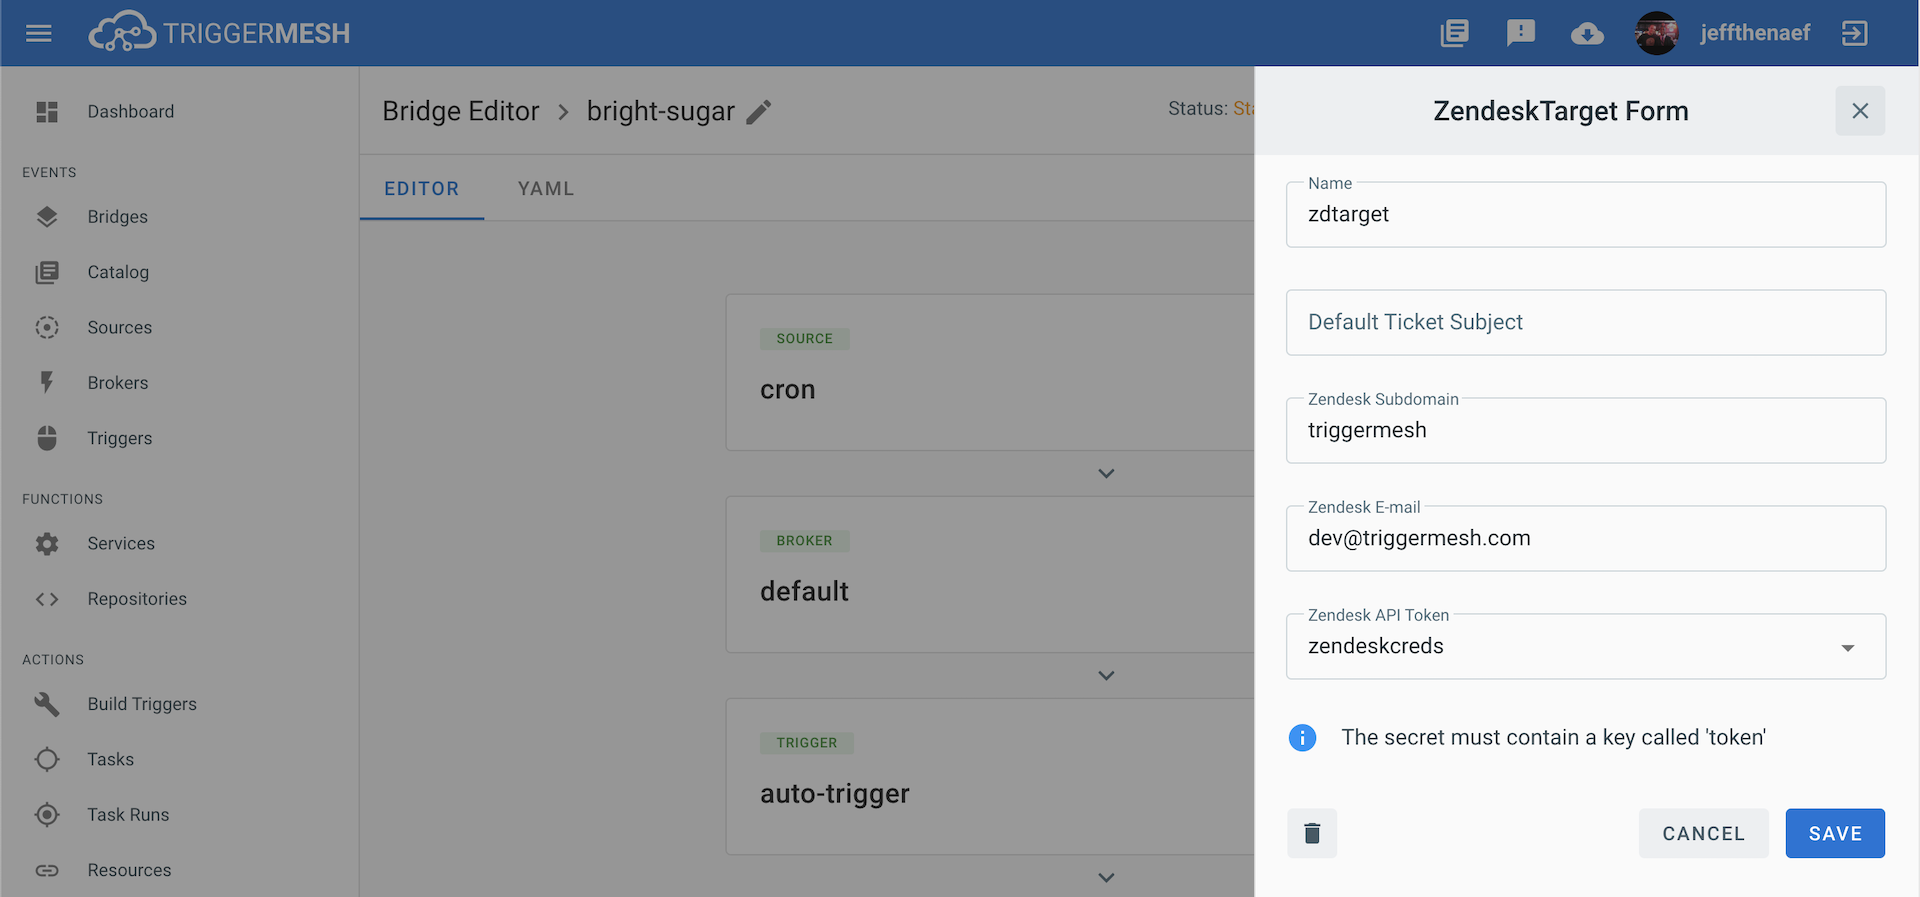 TRIGGERMESH
jeffthenaef
Dashboard
EVENTS
Bridges
Catalog
Sources
Brokers
Triggers
FUNCTIONS
Services
Repositories
ACTIONS
Build Triggers
Tasks
Task Runs
Resources
Bridge Editor > bright-sugar
Status: Sta
EDITOR YAML
SOURCE
cron
BROKER
default
TRIGGER
auto-trigger
ZendeskTarget Form
Name
zdtarget
Default Ticket Subject
Zendesk Subdomain
triggermesh
Zendesk E-mail
dev@triggermesh.com
Zendesk API Token
zendeskcreds
The secret must contain a key called 'token'
CANCEL SAVE